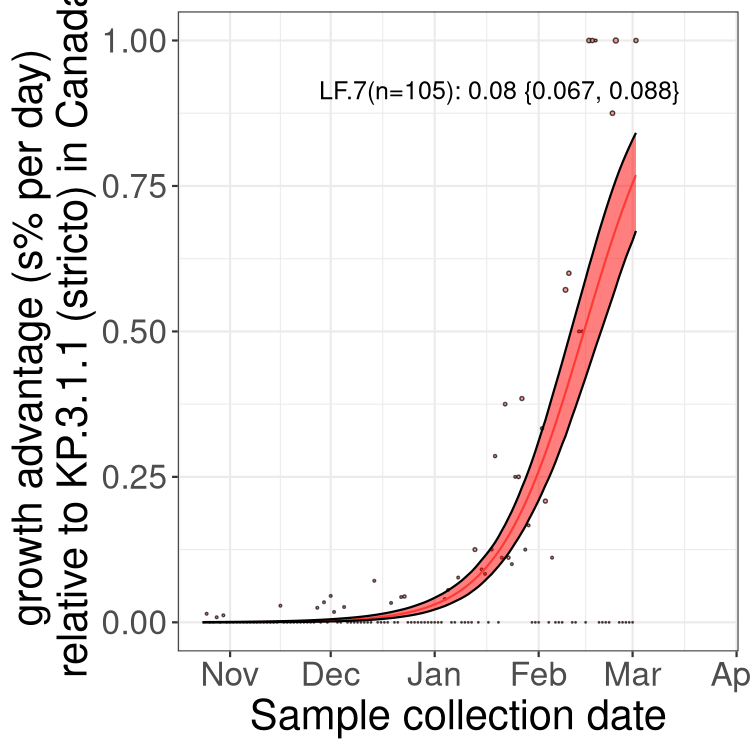 growth advantage (s% per day)
relative to KP.3.1.1 (stricto) in Canada
1.00
0.75
0.50
0.25
0.00
LF.7(n=105): 0.08 {0.067, 0.088}
Nov Dec Jan Feb Mar Ap
Sample collection date